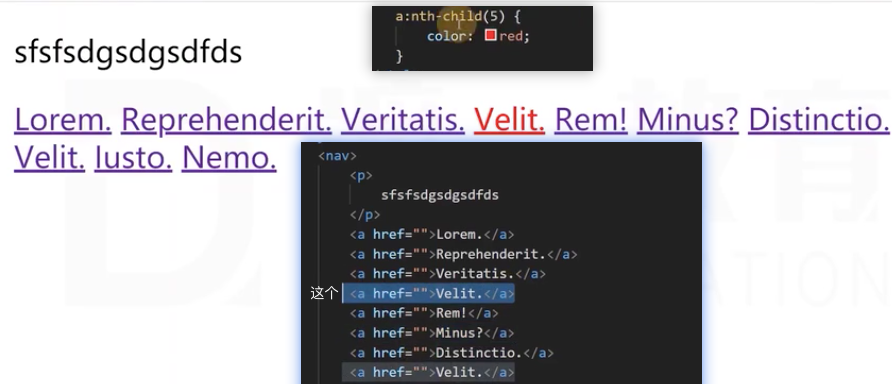 a:nth-child(5) {
color: red;
}
sfsfsdgsdgsdfds
Lorem. Reprehenderit. Veritatis. Velit. Rem! Minus? Distinctio.
Velit. Iusto. Nemo.
<nav>
<p>
sfsfsdgsdgsdfds
</p>
<a href="">Lorem.</a>
<a href="">Reprehenderit.</a>
<a href="">Veritatis.</a>
这个 <a href="">Velit.</a>
<a href="">Rem!</a>
<a href="">Minus?</a>
<a href="">Distinctio.</a>
<a href="">Velit.</a>